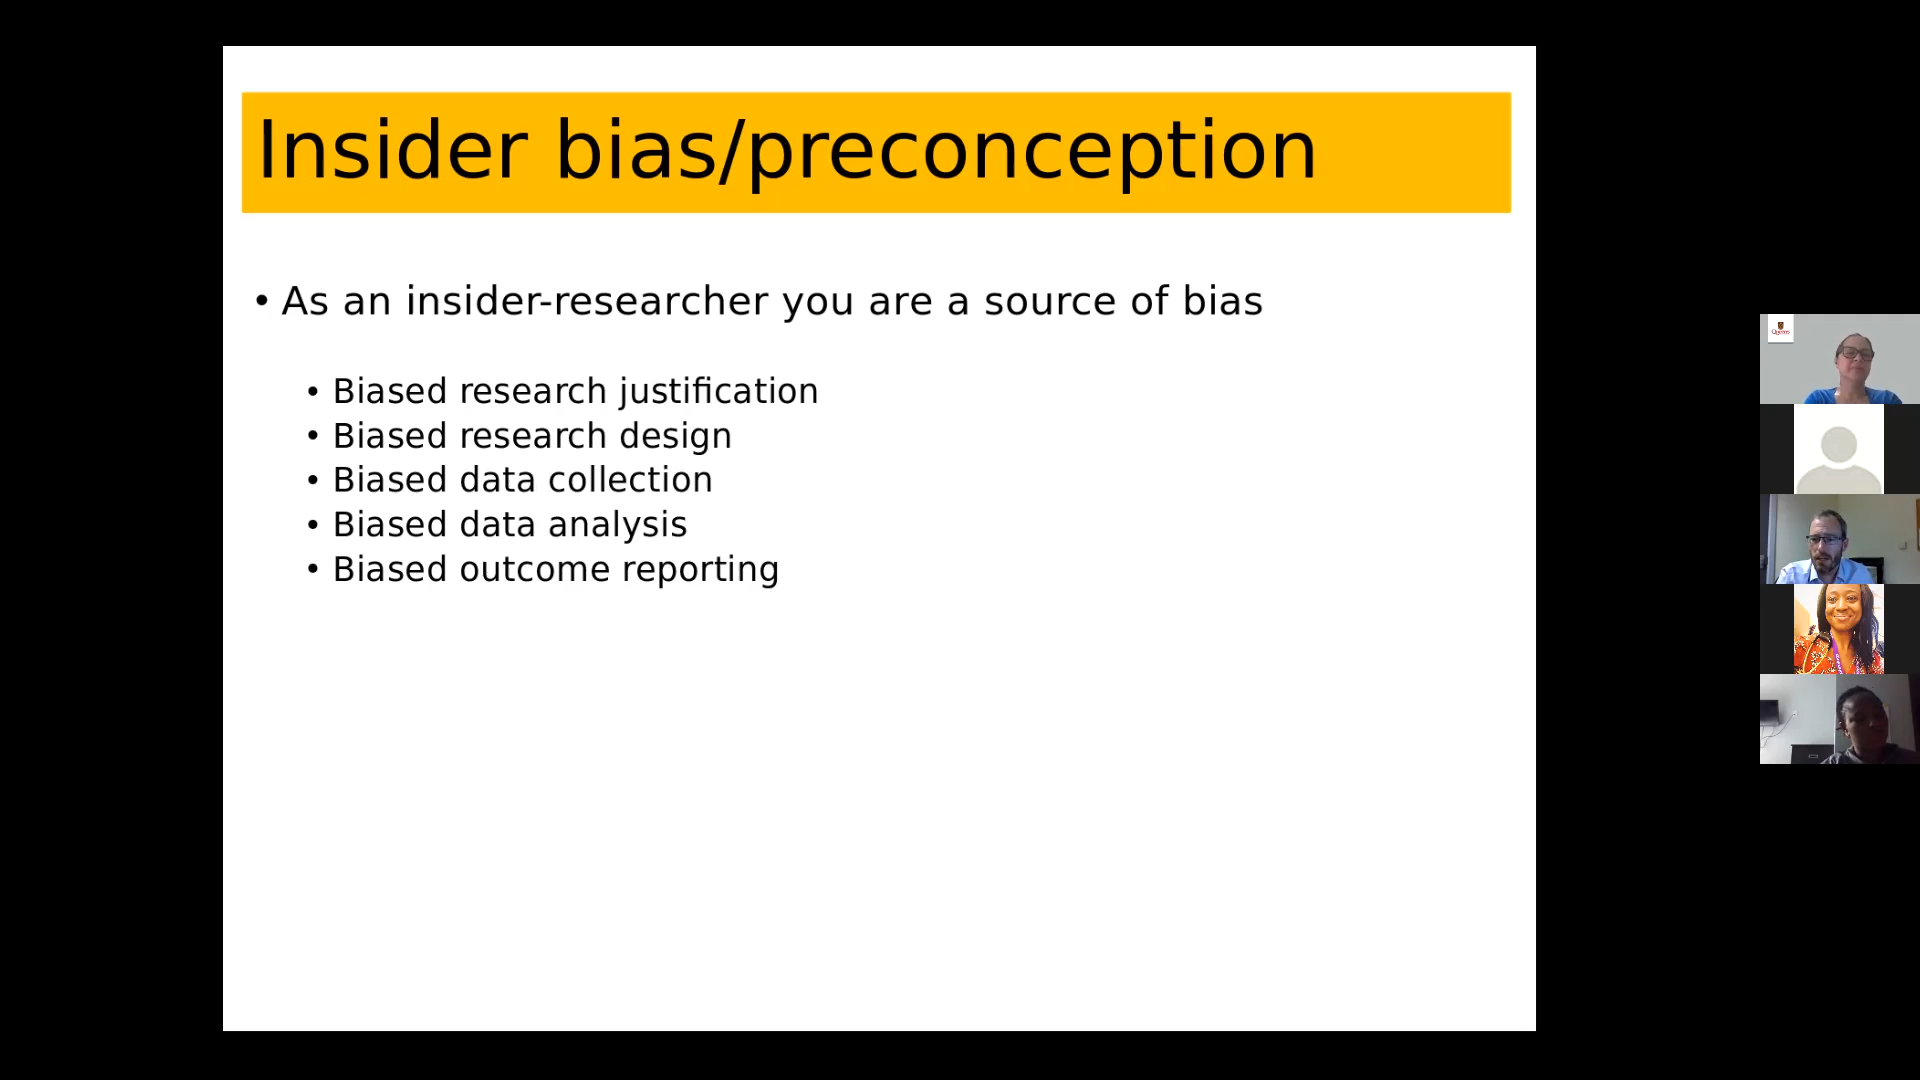 Insider bias/preconception
• As an insider-researcher you are a source of bias
• Biased research justification
• Biased research design
• Biased data collection
• Biased data analysis
• Biased outcome reporting
Queen's